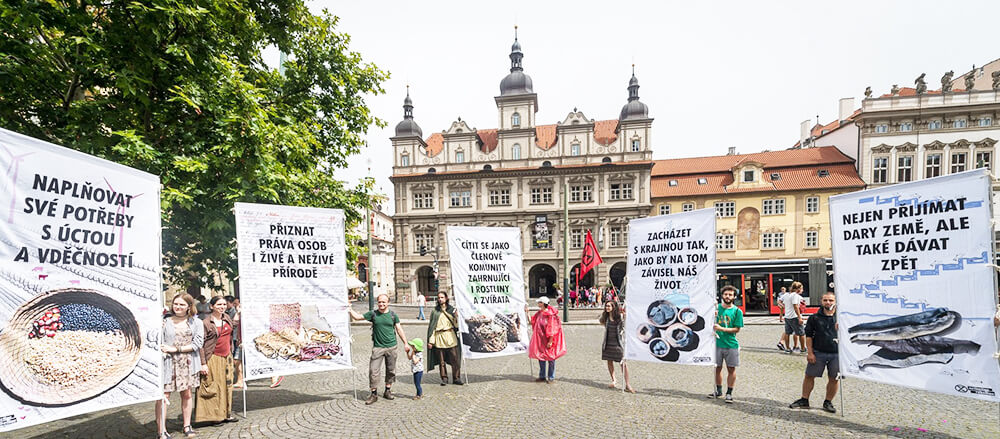 NAPLŇOVAT
SVÉ POTŘEBY
S ÚCTOU
A VDĚČNOSTÍ
PŘIZNAT
PRÁVA OSOB
I ŽIVÉ A NEŽIVÉ
PŘÍRODĚ
CÍTIT SE JAKO
ČLENOVÉ
KOMUNITY
ZAHRNUJÍCÍ
I ROSTLINY
A ZVÍŘATA
ZACHÁZET
S KRAJINOU TAK,
JAKO BY NA TOM
ZÁVISEL NÁŠ
ŽIVOT
NEJEN PŘIJÍMAT
DARY ZEMĚ, ALE
TAKÉ DÁVAT
ZPĚT